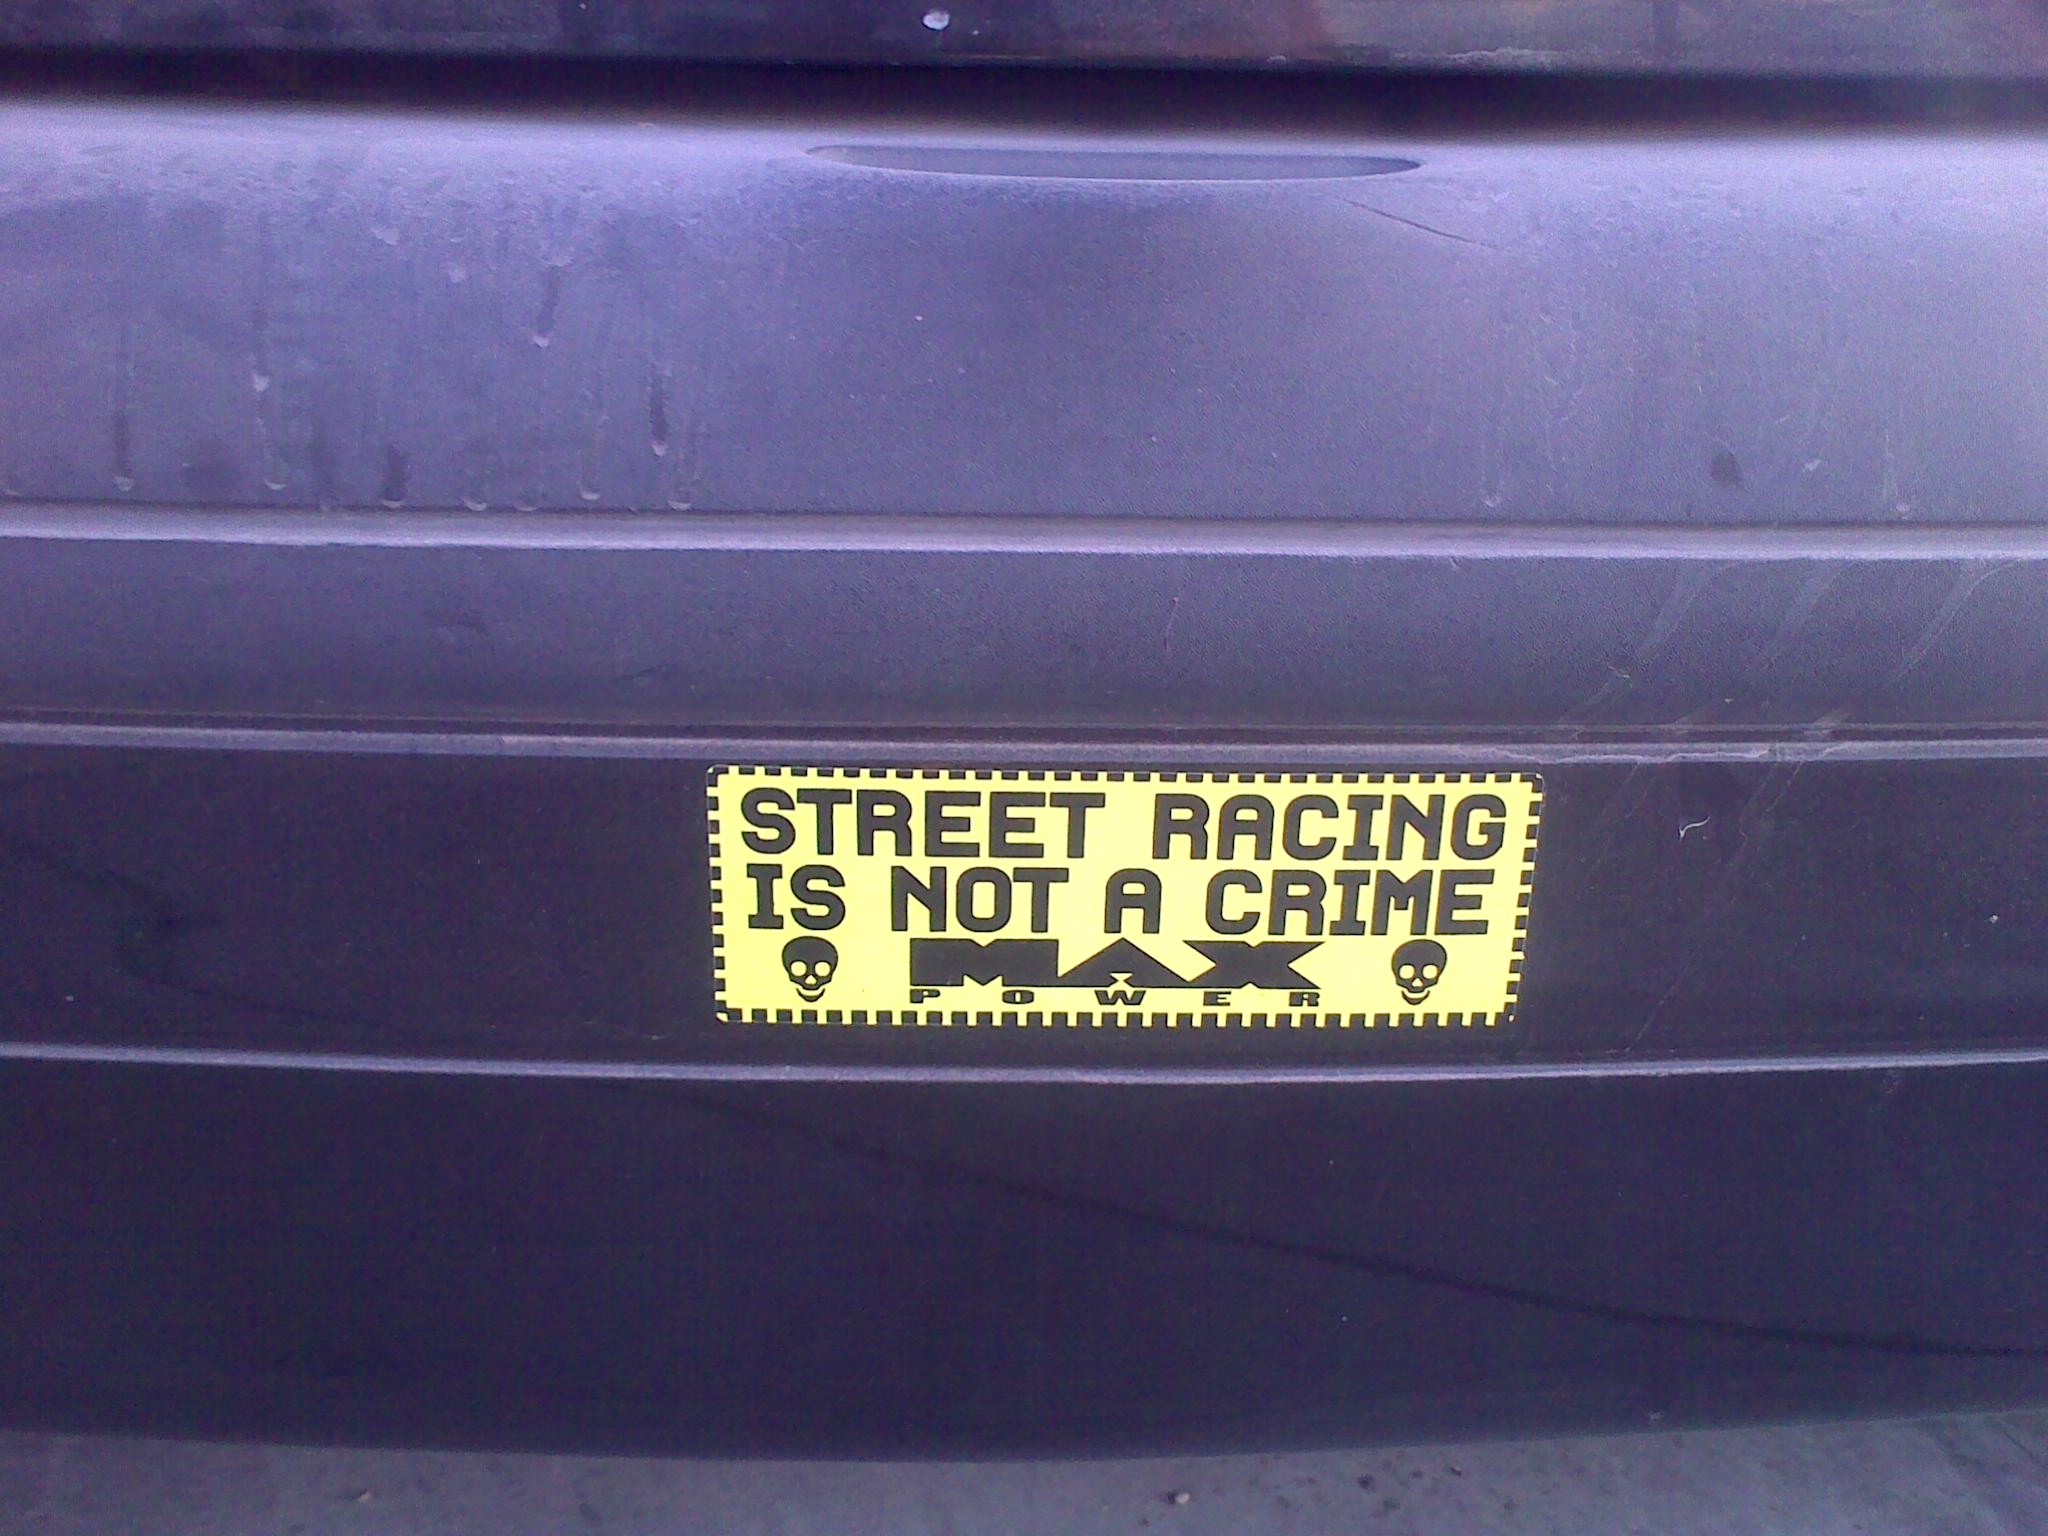 STREET RACING
IS NOT A CRIME
MAX
POWER